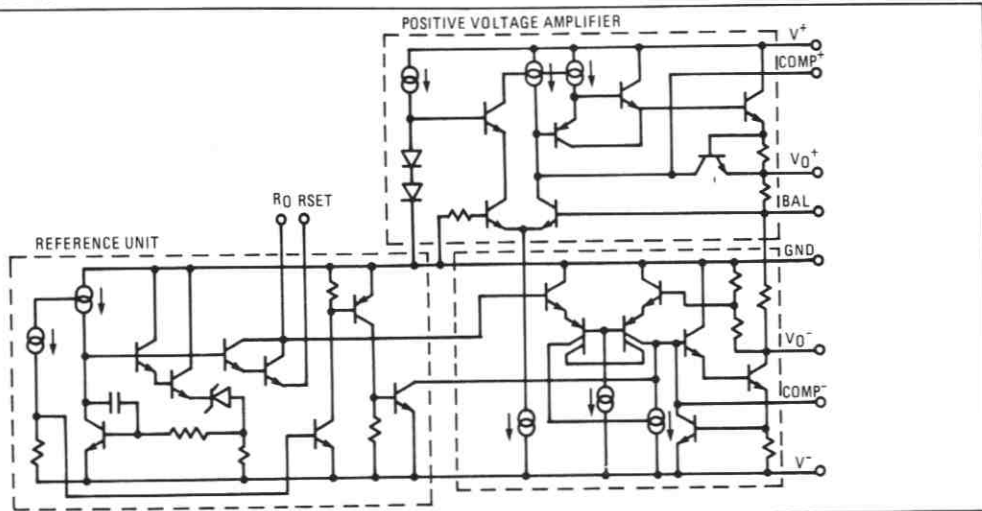 POSITIVE VOLTAGE AMPLIFIER
V+
COMP+
VO+
BAL
RO RSET
REFERENCE UNIT
GND
VO-
COMP-
V-